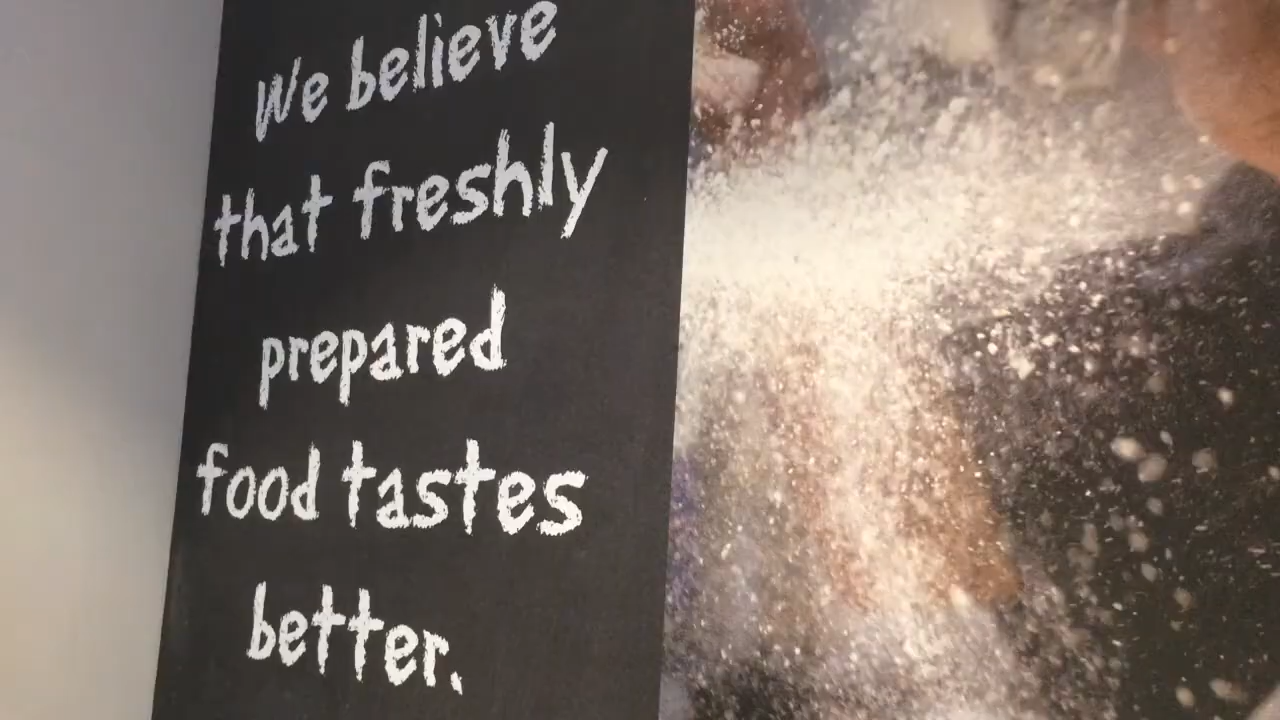 We believe
that freshly
prepared
food tastes
better.